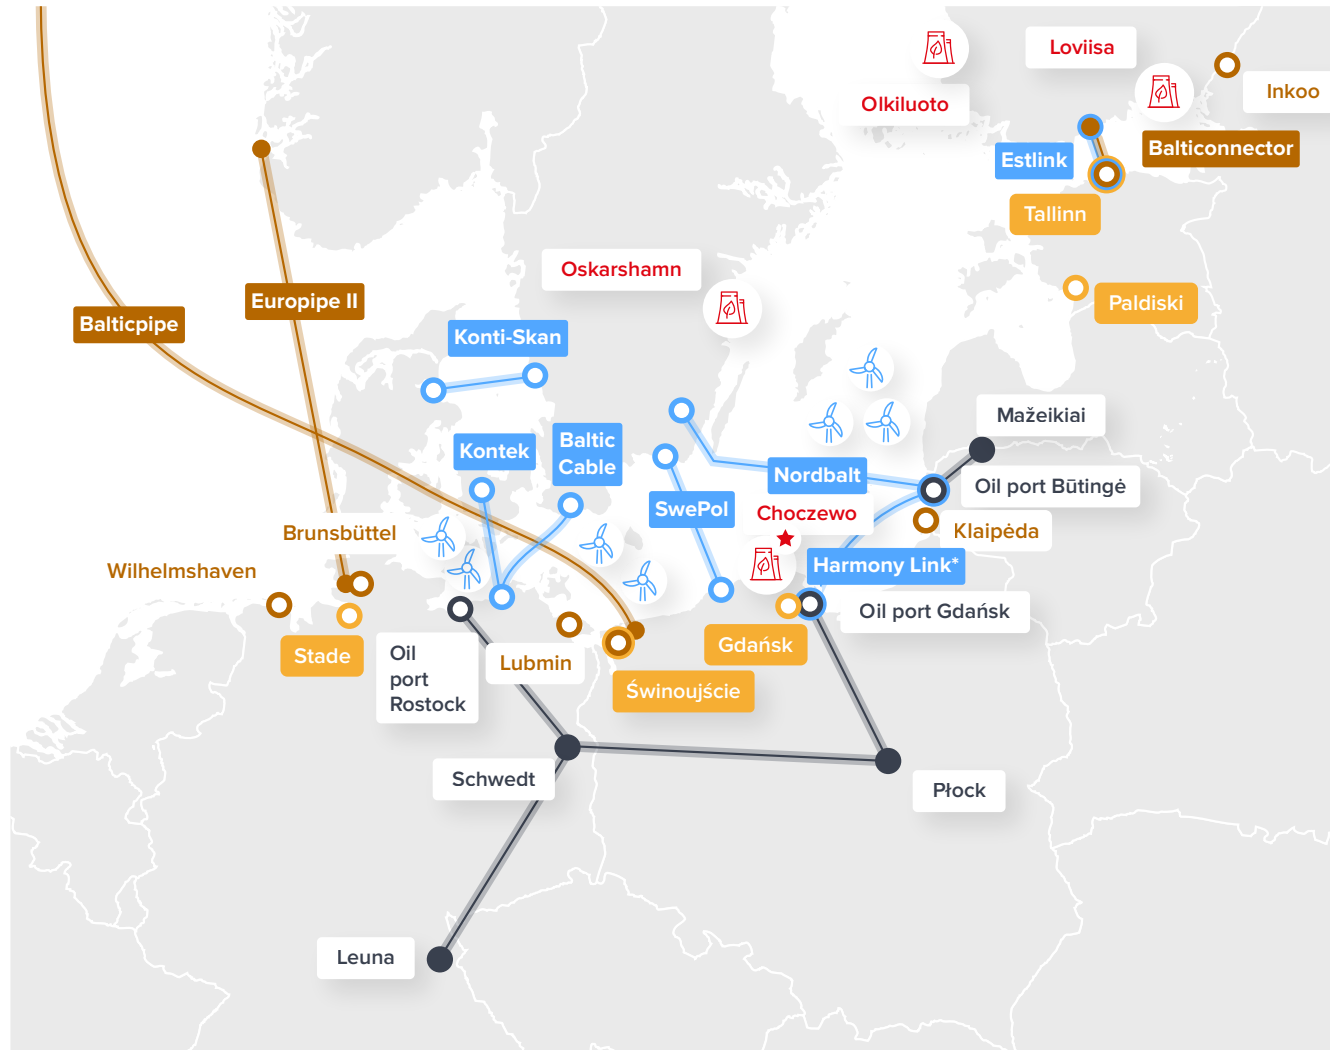 Loviisa
Olkiluoto
Inkoo
Balticonnector
Estlink
Tallinn
Oskarshamn
Paldiski
Europipe II
Balticpipe
Konti-Skan
Mažeikiai
Baltic
Cable
Kontek
Nordbalt
Oil port Būtingė
SwePol
Choczewo
Klaipėda
Brunsbüttel
Wilhelmshaven
Harmony Link*
Oil port Gdańsk
Gdańsk
Stade
Oil
port
Rostock
Lubmin
Świnoujście
Schwedt
Płock
Leuna